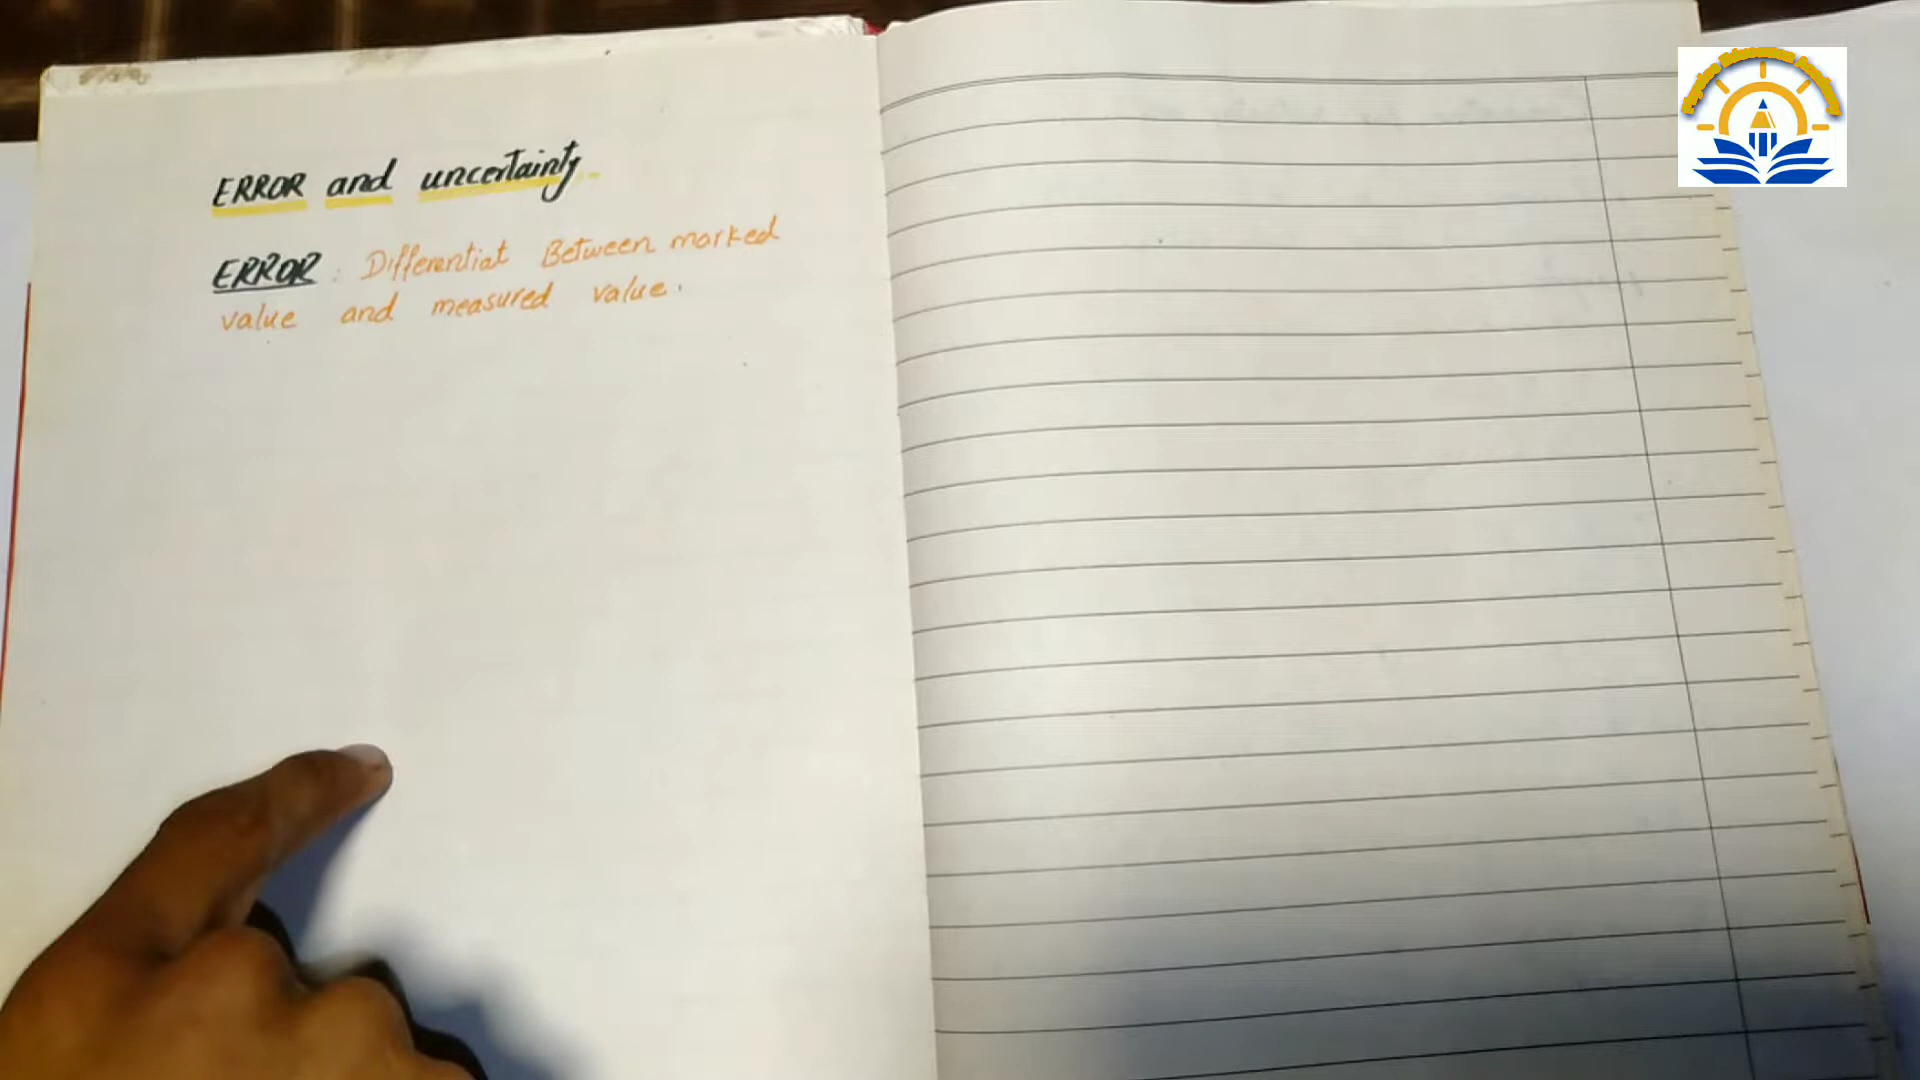 ERROR and uncertainty
ERROR : Differentiat Between marked
value and measured value.